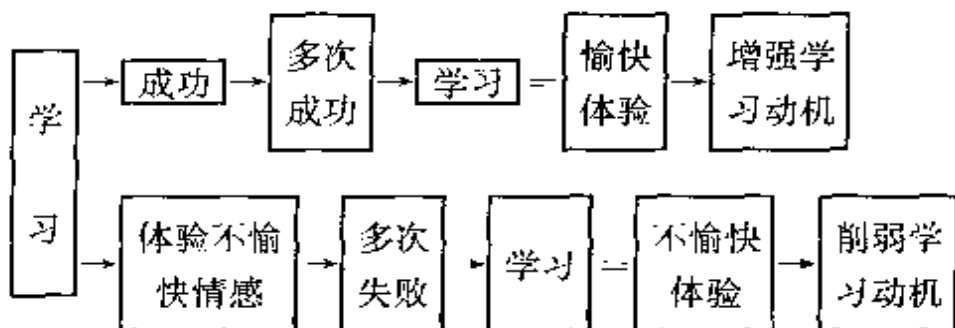 学习
成功
多次
成功
学习
=
愉快
体验
增强学
习动机
体验不愉
快情感
多次
失败
学习
=
不愉快
体验
削弱学
习动机